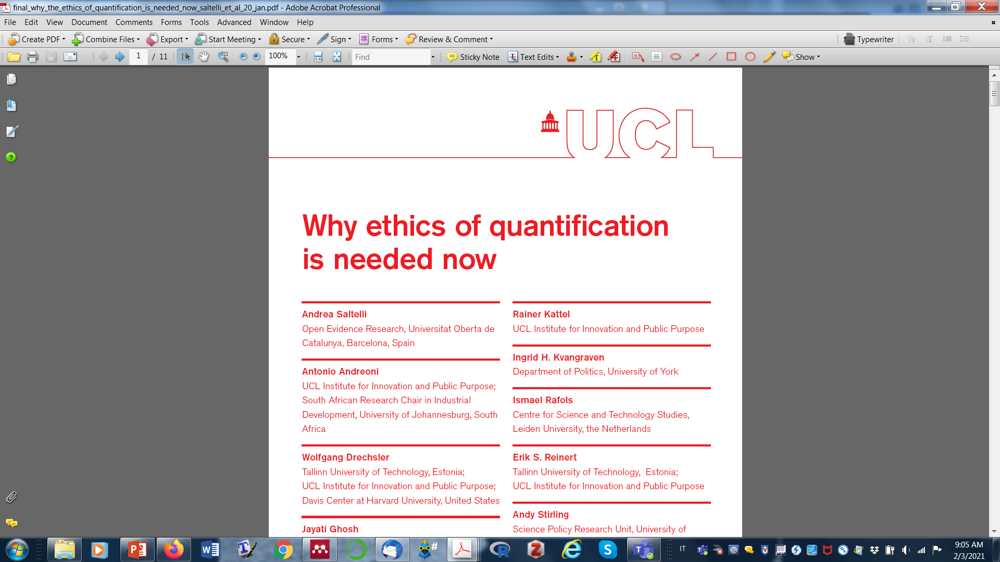 final_why_the_ethics_of_quantification_is_needed_now_saltelli_et_al_20_jan.pdf - Adobe Acrobat Professional
File Edit View Document Comments Forms Tools Advanced Window Help
Create PDF Combine Files Export Start Meeting Secure Sign Forms Review & Comment Typewriter
1 / 11 100% Find Sticky Note Text Edits Show
UCL
Why ethics of quantification
is needed now
Andrea Saltelli
Open Evidence Research, Universitat Oberta de
Catalunya, Barcelona, Spain
Antonio Andreoni
UCL Institute for Innovation and Public Purpose;
South African Research Chair in Industrial
Development, University of Johannesburg, South
Africa
Wolfgang Drechsler
Tallinn University of Technology, Estonia;
UCL Institute for Innovation and Public Purpose;
Davis Center at Harvard University, United States
Jayati Ghosh
Rainer Kattel
UCL Institute for Innovation and Public Purpose
Ingrid H. Kvangraven
Department of Politics, University of York
Ismael Rafols
Centre for Science and Technology Studies,
Leiden University, the Netherlands
Erik S. Reinert
Tallinn University of Technology, Estonia;
UCL Institute for Innovation and Public Purpose
Andy Stirling
Science Policy Research Unit, University of
IT
9:05 AM
2/3/2021